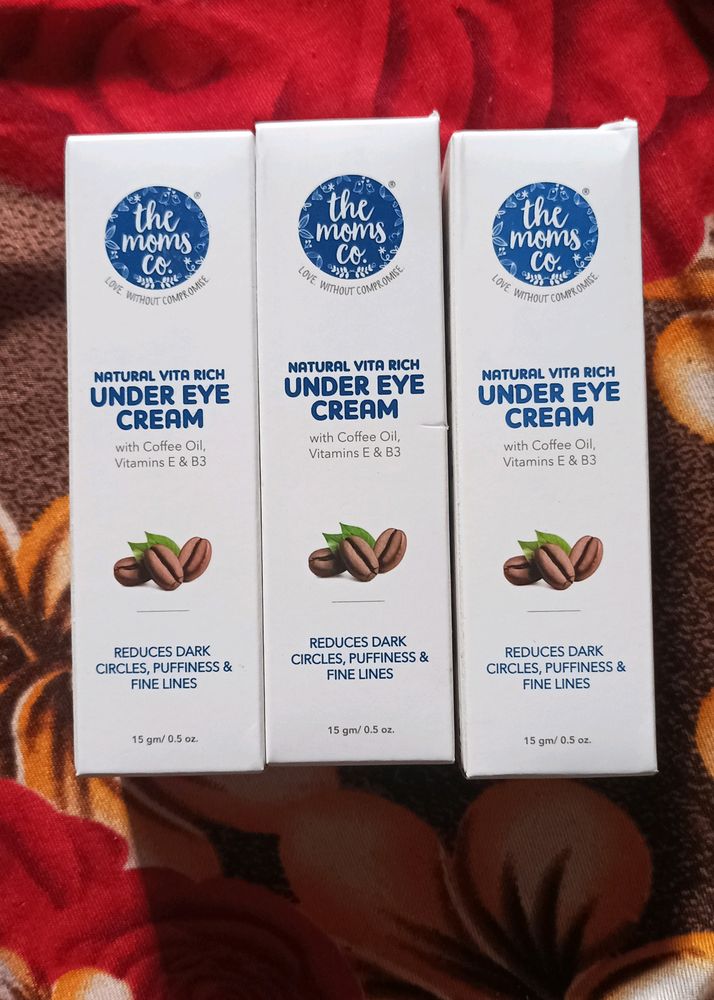 the
moms
co.
®
LOVE WITHOUT COMPROMISE
NATURAL VITA RICH
UNDER EYE
CREAM
with Coffee Oil,
Vitamins E & B3
REDUCES DARK
CIRCLES, PUFFINESS &
FINE LINES
15 gm/ 0.5 oz.
the
moms
co.
®
LOVE WITHOUT COMPROMISE
NATURAL VITA RICH
UNDER EYE
CREAM
with Coffee Oil,
Vitamins E & B3
REDUCES DARK
CIRCLES, PUFFINESS &
FINE LINES
15 gm/ 0.5 oz.
the
moms
co.
®
LOVE WITHOUT COMPROMISE
NATURAL VITA RICH
UNDER EYE
CREAM
with Coffee Oil,
Vitamins E & B3
REDUCES DARK
CIRCLES, PUFFINESS &
FINE LINES
15 gm/ 0.5 oz.